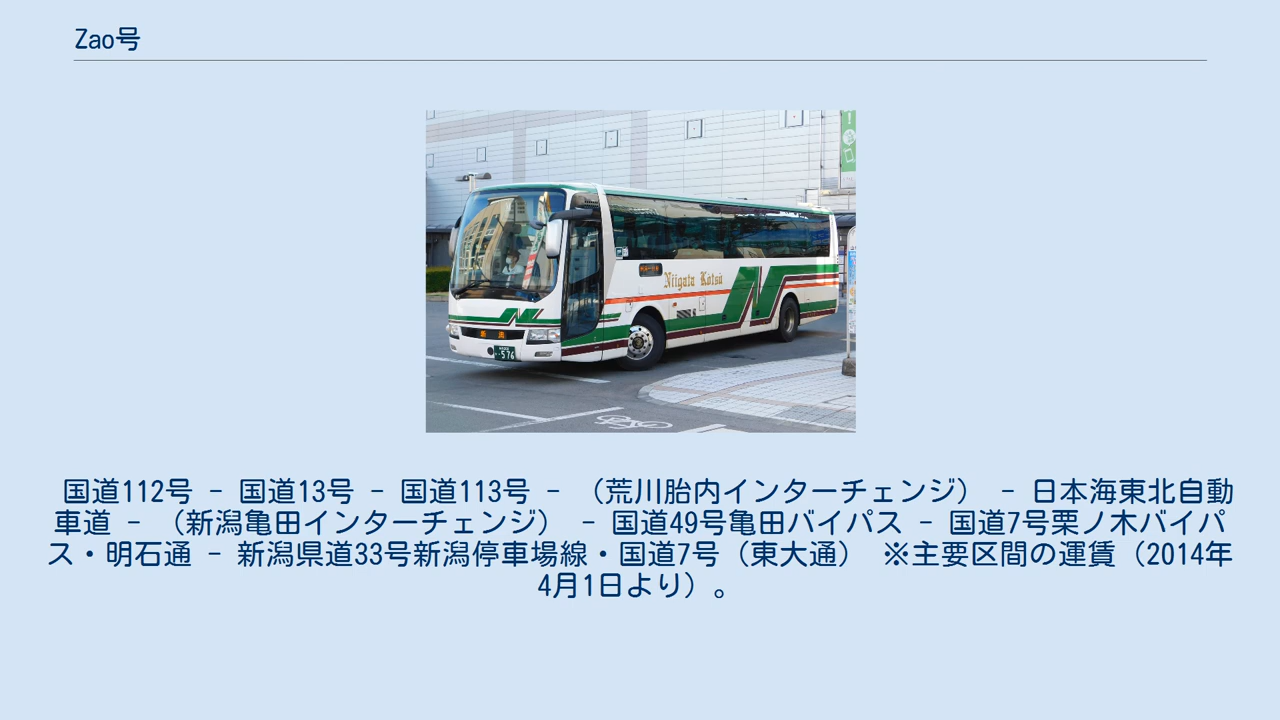 Zao号
Niigata Kotsu
新潟
・576
国道112号 - 国道13号 - 国道113号 - （荒川胎内インターチェンジ） - 日本海東北自動
車道 - （新潟亀田インターチェンジ） - 国道49号亀田バイパス - 国道7号栗ノ木バイパ
ス・明石通 - 新潟県道33号新潟停車場線・国道7号（東大通） ※主要区間の運賃（2014年
4月1日より）。